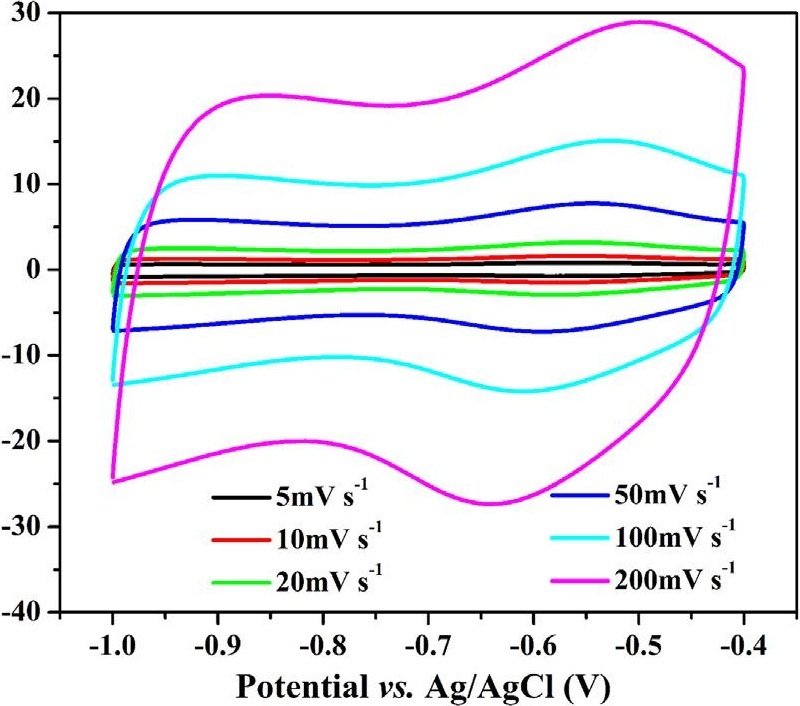 30
20
10
0
-10
-20
-30
-40
5mV s⁻¹
10mV s⁻¹
20mV s⁻¹
50mV s⁻¹
100mV s⁻¹
200mV s⁻¹
-1.0 -0.9 -0.8 -0.7 -0.6 -0.5 -0.4
Potential vs. Ag/AgCl (V)